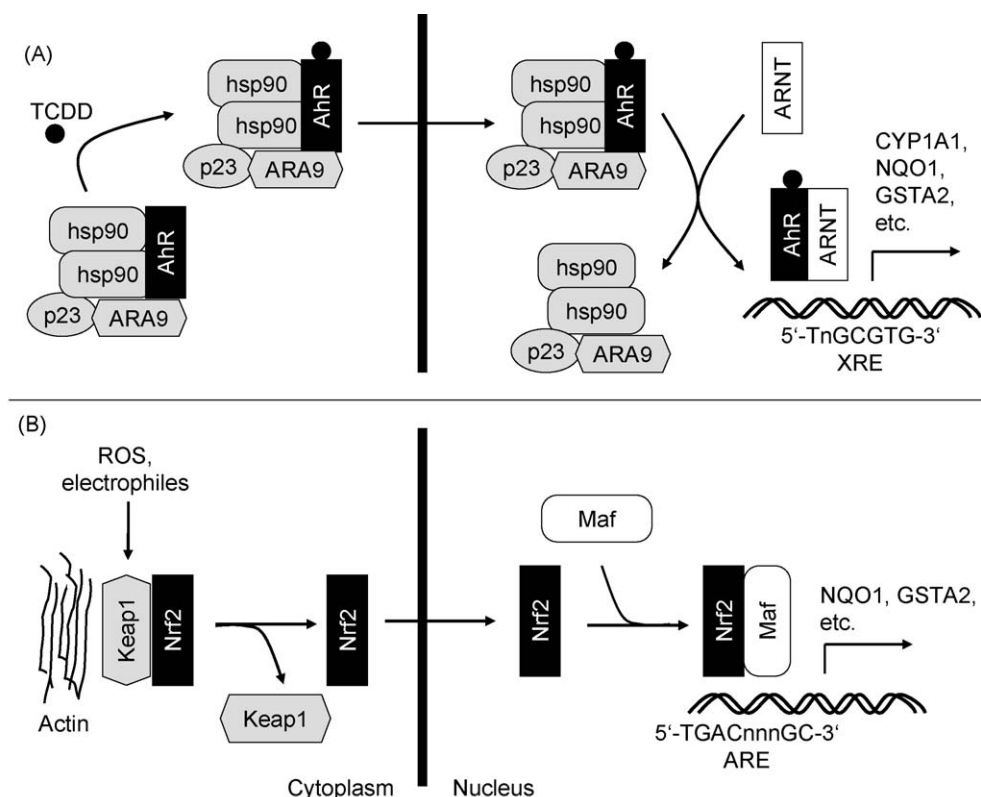 (A)
TCDD
hsp90
hsp90
AhR
p23
ARA9
hsp90
hsp90
AhR
p23
ARA9
hsp90
hsp90
AhR
p23
ARA9
ARNT
hsp90
hsp90
p23
ARA9
AhR
ARNT
CYP1A1,
NQO1,
GSTA2,
etc.
5‘-TnGCGTG-3‘
XRE
(B)
ROS,
electrophiles
Actin
Keap1
Nrf2
Keap1
Nrf2
Nrf2
Maf
Nrf2
Maf
NQO1, GSTA2,
etc.
5‘-TGACnnnGC-3‘
ARE
Cytoplasm
Nucleus